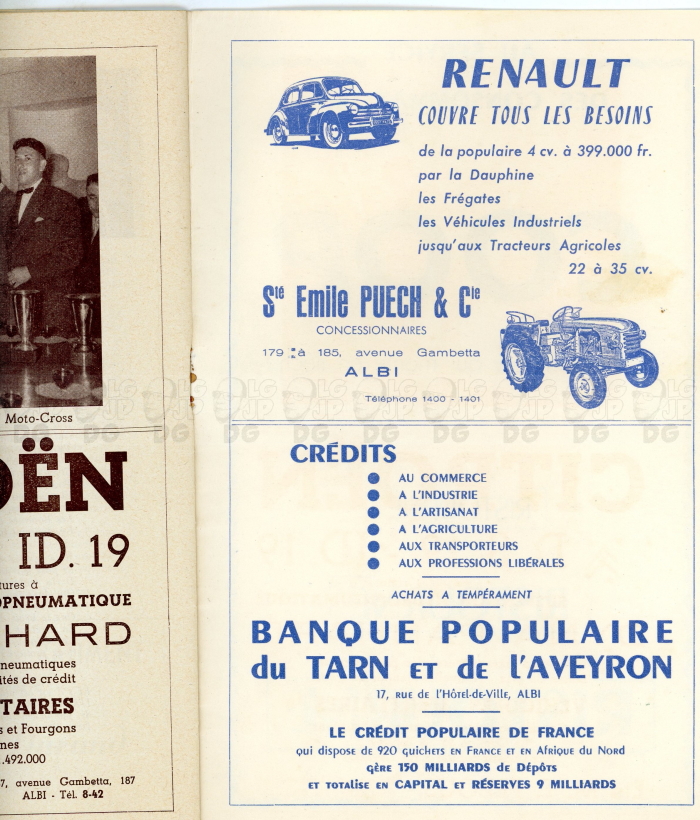 Moto-Cross
OËN
ID. 19
tures à
OPNEUMATIQUE
HARD
neumatiques
ités de crédit
TAIRES
s et Fourgons
nes
.492.000
7, avenue Gambetta, 187
ALBI - Tél. 8-42
RENAULT
COUVRE TOUS LES BESOINS
de la populaire 4 cv. à 399.000 fr.
par la Dauphine
les Frégates
les Véhicules Industriels
jusqu'aux Tracteurs Agricoles
22 à 35 cv.
Sté Emile PUECH & Cie
CONCESSIONNAIRES
179 à 185, avenue Gambetta
ALBI
Téléphone 1400 - 1401
CRÉDITS
AU COMMERCE
A L'INDUSTRIE
A L'ARTISANAT
A L'AGRICULTURE
AUX TRANSPORTEURS
AUX PROFESSIONS LIBÉRALES
ACHATS A TEMPÉRAMENT
BANQUE POPULAIRE
du TARN ET de L'AVEYRON
17, RUE de l'Hôtel-de-Ville, ALBI
LE CRÉDIT POPULAIRE DE FRANCE
qui dispose de 920 guichets EN FRANCE ET EN AFRIQUE du NORD
gère 150 MILLIARDS de Dépôts
ET TOTALISE EN CAPITAL ET RÉSERVES 9 MILLIARDS